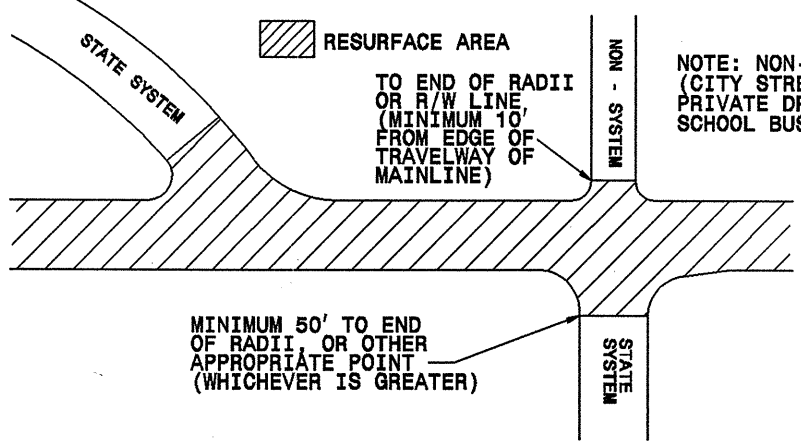 STATE SYSTEM
RESURFACE AREA
TO END OF RADII
OR R/W LINE,
(MINIMUM 10'
FROM EDGE OF
TRAVELWAY OF
MAINLINE)
NON - SYSTEM
NOTE: NON-
(CITY STRE
PRIVATE DR
SCHOOL BUS
MINIMUM 50' TO END
OF RADII, OR OTHER
APPROPRIATE POINT
(WHICHEVER IS GREATER)
STATE
SYSTEM